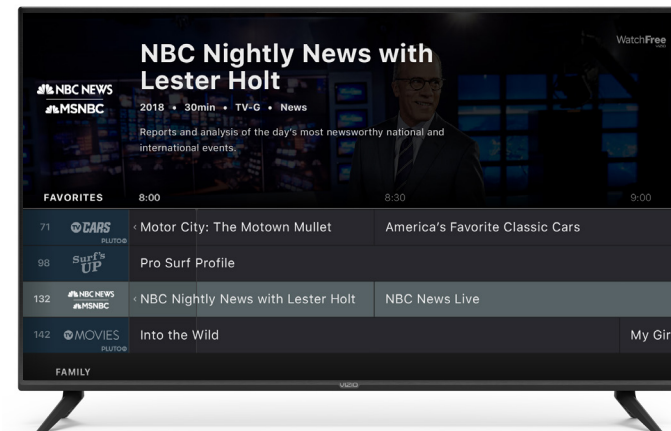 WatchFree
NBC Nightly News with
Lester Holt
NBC NEWS
MSNBC
2018 • 30min • TV-G • News
Reports and analysis of the day's most newsworthy national and
international events.
FAVORITES 8:00 8:30 9:00
71 CARS PLUTO ‹ Motor City: The Motown Mullet America's Favorite Classic Cars
98 Surf's UP Pro Surf Profile
132 NBC NEWS MSNBC ‹ NBC Nightly News with Lester Holt NBC News Live
142 MOVIES PLUTO Into the Wild My Gir
FAMILY
VIZIO